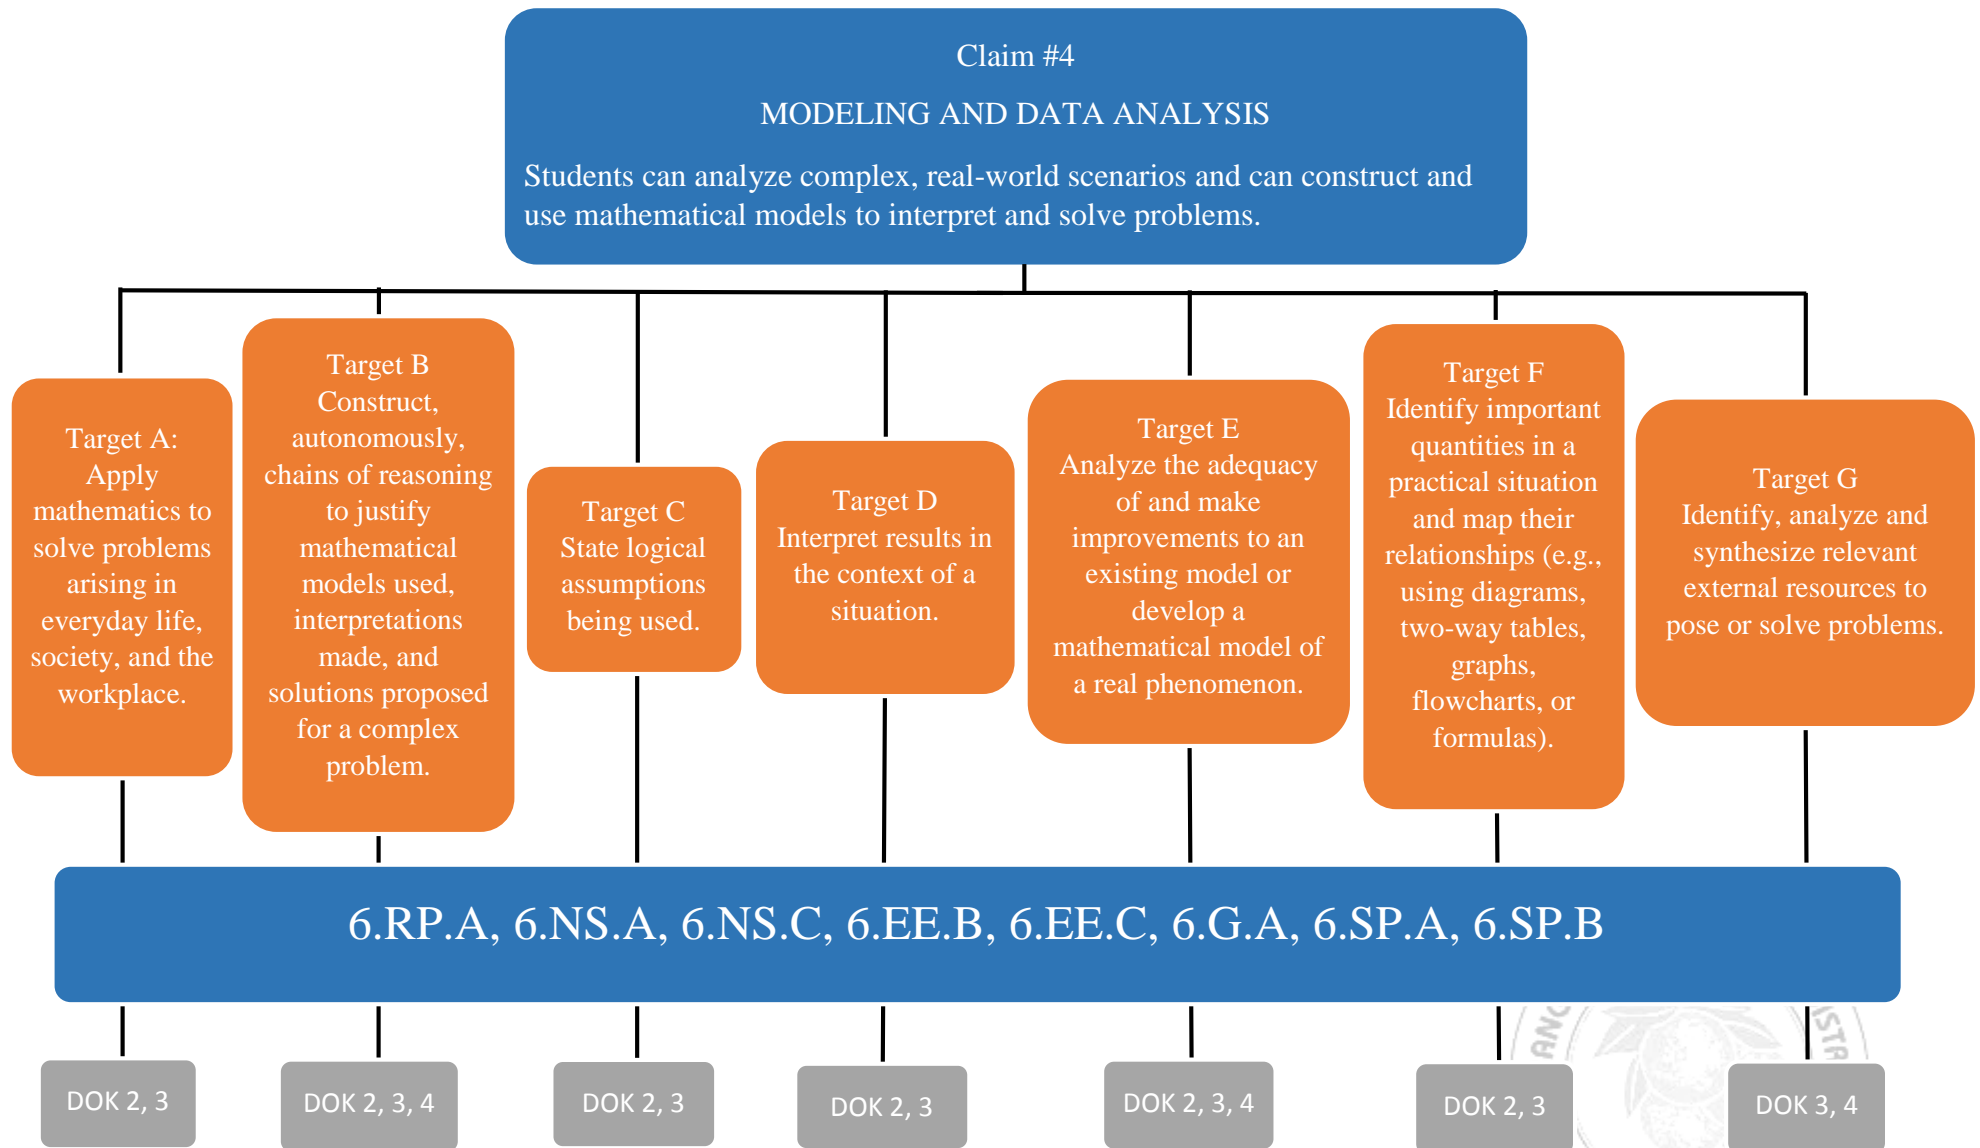 Claim #4
MODELING AND DATA ANALYSIS
Students can analyze complex, real-world scenarios and can construct and
use mathematical models to interpret and solve problems.
Target A:
Apply
mathematics to
solve problems
arising in
everyday life,
society, and the
workplace.
Target B
Construct,
autonomously,
chains of reasoning
to justify
mathematical
models used,
interpretations
made, and
solutions proposed
for a complex
problem.
Target C
State logical
assumptions
being used.
Target D
Interpret results in
the context of a
situation.
Target E
Analyze the adequacy
of and make
improvements to an
existing model or
develop a
mathematical model of
a real phenomenon.
Target F
Identify important
quantities in a
practical situation
and map their
relationships (e.g.,
using diagrams,
two-way tables,
graphs,
flowcharts, or
formulas).
Target G
Identify, analyze and
synthesize relevant
external resources to
pose or solve problems.
6.RP.A, 6.NS.A, 6.NS.C, 6.EE.B, 6.EE.C, 6.G.A, 6.SP.A, 6.SP.B
DOK 2, 3
DOK 2, 3, 4
DOK 2, 3
DOK 2, 3
DOK 2, 3, 4
DOK 2, 3
DOK 3, 4